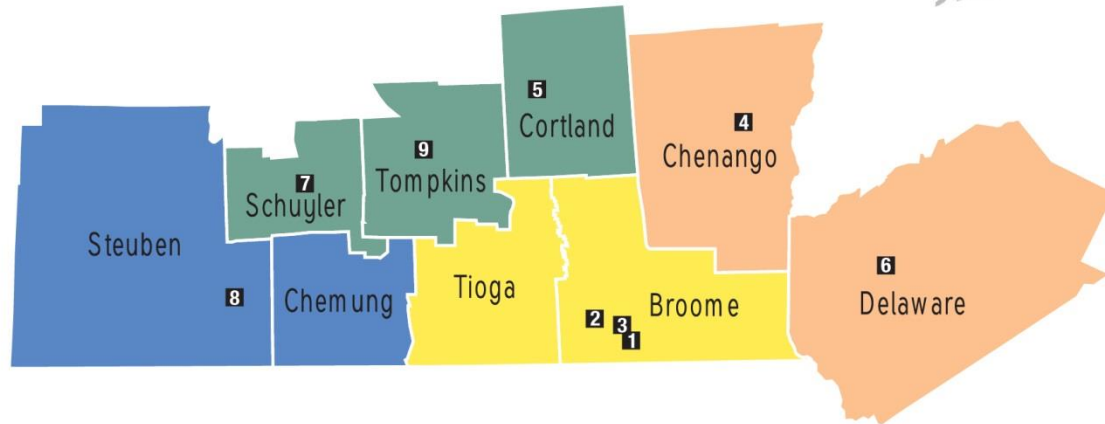 5
Cortland
4
Chenango
9
Tompkins
7
Schuyler
Steuben
8
Chemung
Tioga
2
3
1
Broome
6
Delaware